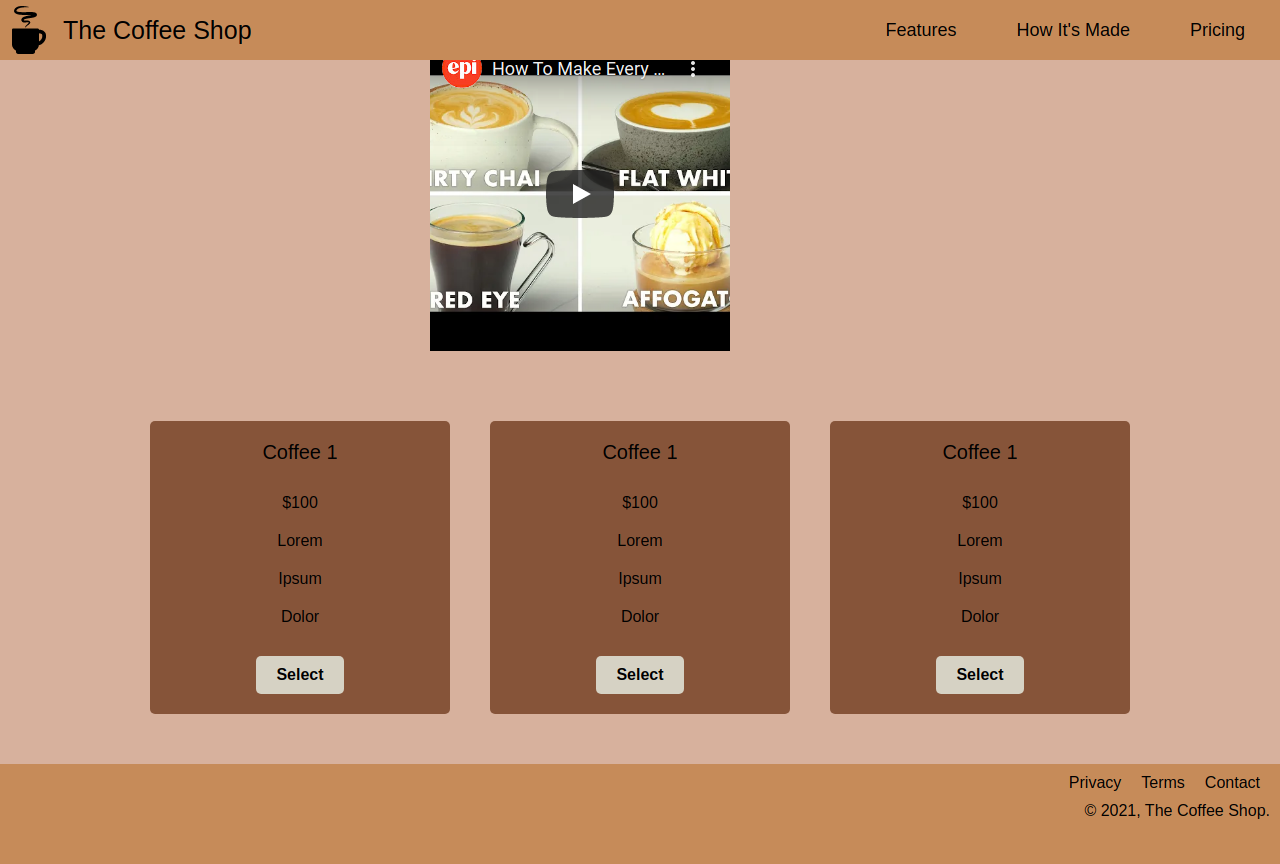 The Coffee Shop
Features How It's Made Pricing
epi How To Make Every ...
IRTY CHAI FLAT WHIT
RED EYE AFFOGATO
Coffee 1 Coffee 1 Coffee 1
$100 $100 $100
Lorem Lorem Lorem
Ipsum Ipsum Ipsum
Dolor Dolor Dolor
Select Select Select
Privacy Terms Contact
© 2021, The Coffee Shop.